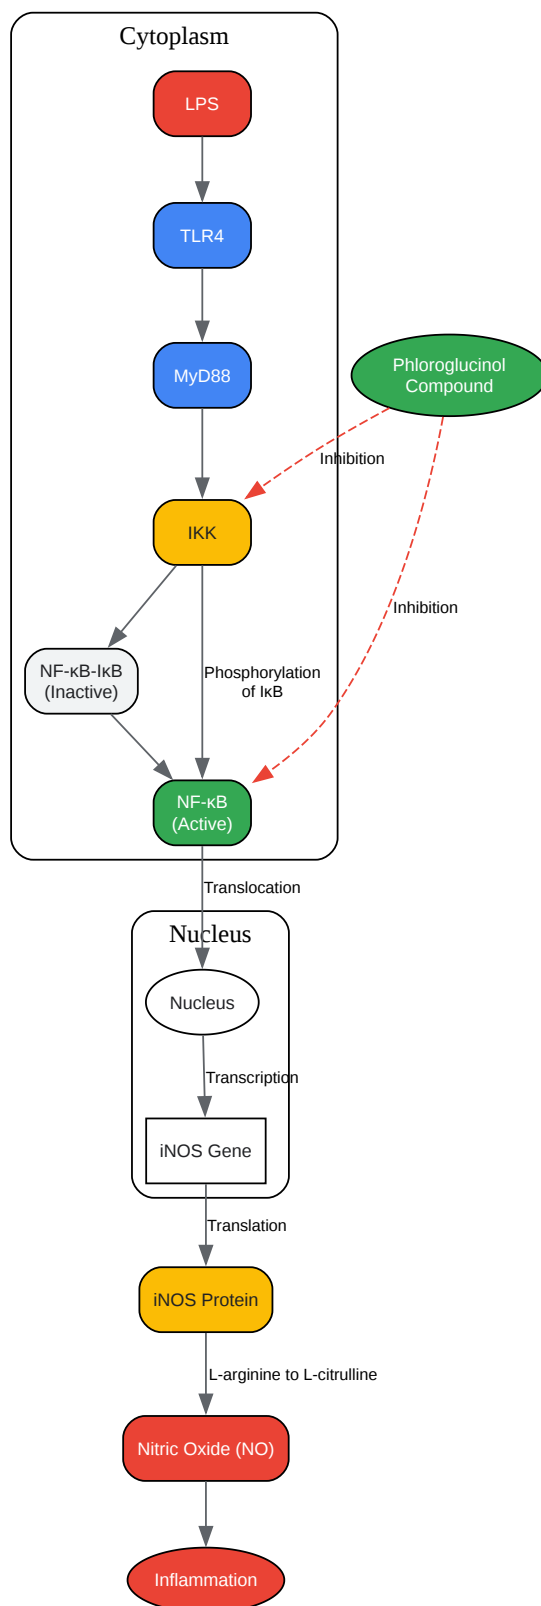 Cytoplasm
LPS
TLR4
MyD88
Phloroglucinol
Compound
Inhibition
IKK
Inhibition
NF-κB-IκB
(Inactive)
Phosphorylation
of IκB
NF-κB
(Active)
Translocation
Nucleus
Nucleus
Transcription
iNOS Gene
Translation
iNOS Protein
L-arginine to L-citrulline
Nitric Oxide (NO)
Inflammation